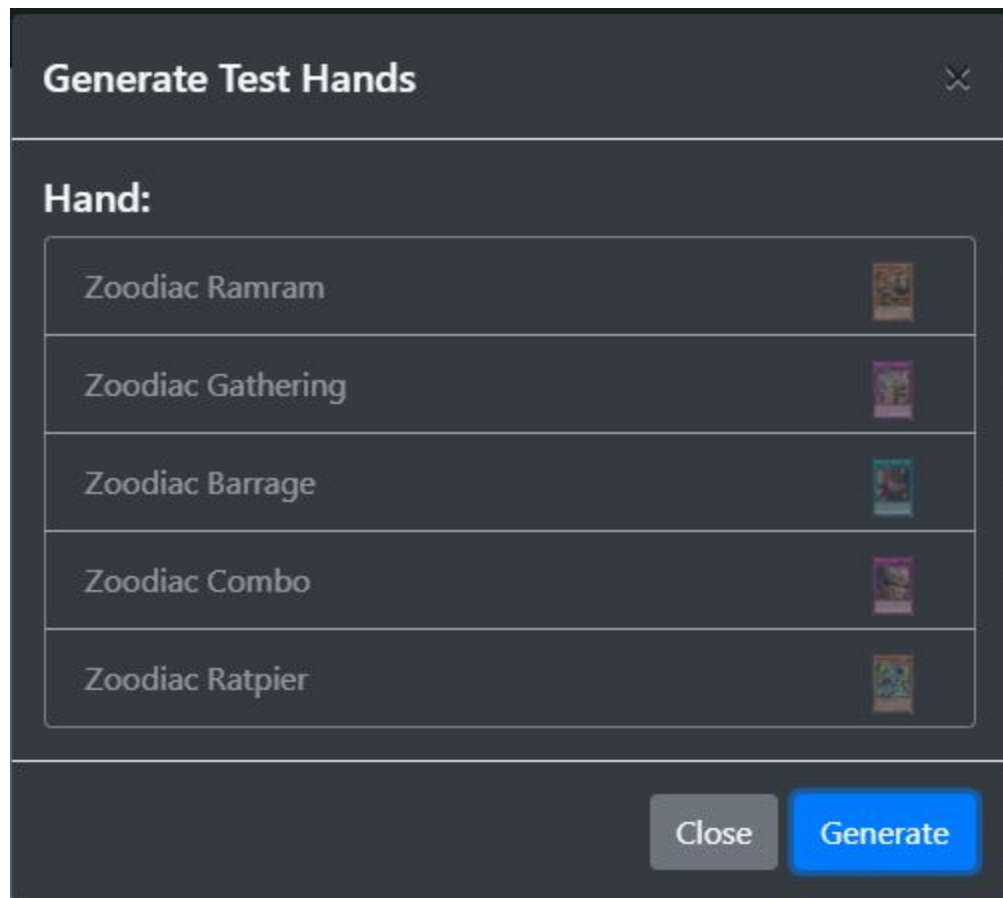 Generate Test Hands
Hand:
Zoodiac Ramram
Zoodiac Gathering
Zoodiac Barrage
Zoodiac Combo
Zoodiac Ratpier
Close Generate